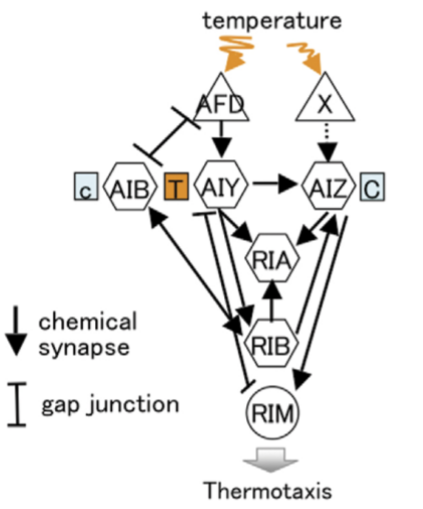 temperature
AFD
X
c
AIB
T
AIY
AIZ
C
RIA
chemical
synapse
RIB
gap junction
RIM
Thermotaxis